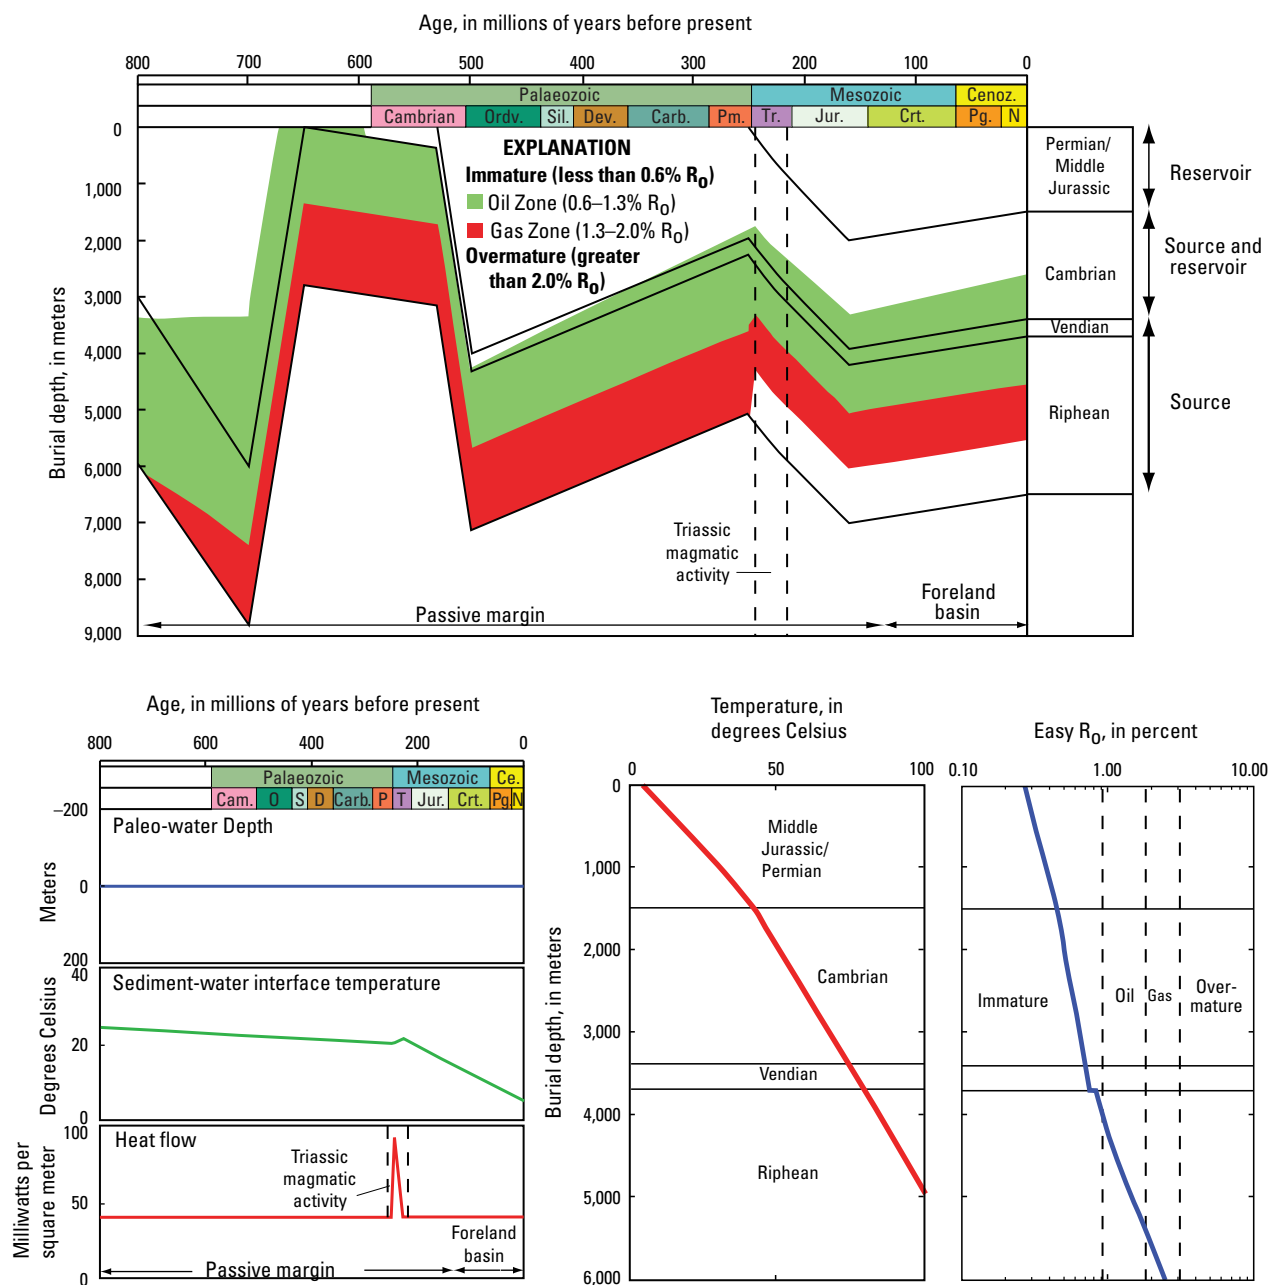 Age, in millions of years before present
800 700 600 500 400 300 200 100 0
Palaeozoic Mesozoic Cenoz.
Cambrian Ordv. Sil. Dev. Carb. Pm. Tr. Jur. Crt. Pg. N
Burial depth, in meters
0
1,000
2,000
3,000
4,000
5,000
6,000
7,000
8,000
9,000
EXPLANATION
Immature (less than 0.6% RO)
Oil Zone (0.6–1.3% RO)
Gas Zone (1.3–2.0% RO)
Overmature (greater
than 2.0% RO)
Triassic
magmatic
activity
Passive margin
Foreland
basin
Permian/
Middle
Jurassic
Cambrian
Vendian
Riphean
Reservoir
Source and
reservoir
Source
Age, in millions of years before present
800 600 400 200 0
Palaeozoic Mesozoic Ce.
Cam. O S D Carb. P T Jur. Crt. Pg. N
Paleo-water Depth
Meters
–200
0
200
Sediment-water interface temperature
Degrees Celsius
40
20
0
Heat flow
Milliwatts per
square meter
100
50
0
Triassic
magmatic
activity
Foreland
basin
Passive margin
Temperature, in
degrees Celsius
0 50 100
Burial depth, in meters
0
1,000
2,000
3,000
4,000
5,000
6,000
Middle
Jurassic/
Permian
Cambrian
Vendian
Riphean
Easy RO, in percent
0.10 1.00 10.00
Immature
Oil
Gas
Over-
mature